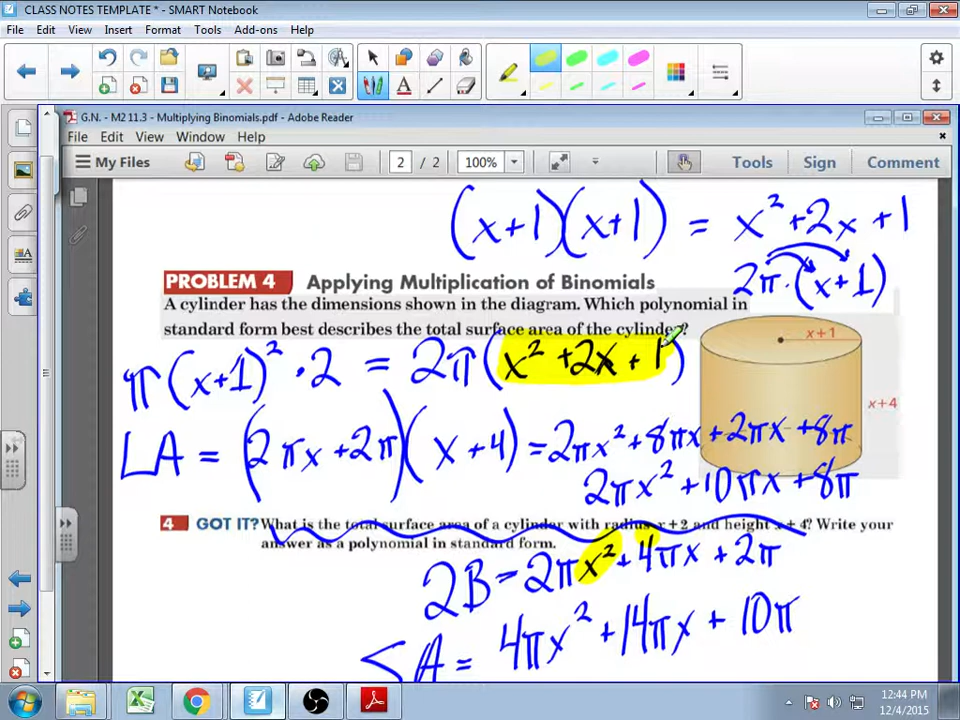 CLASS NOTES TEMPLATE * - SMART Notebook
File Edit View Insert Format Tools Add-ons Help
G.N. - M2 11.3 - Multiplying Binomials.pdf - Adobe Reader
File Edit View Window Help
My Files 2 / 2 100% Tools Sign Comment
(x+1)(x+1) = x²+2x+1
2π·(x+1)
PROBLEM 4 Applying Multiplication of Binomials
A cylinder has the dimensions shown in the diagram. Which polynomial in
standard form best describes the total surface area of the cylinder?
x+1
π(x+1)²·2 = 2π(x²+2x+1)
x+4
LA = (2πx+2π)(x+4)=2πx²+8πx+2πx+8π
2πx²+10πx+8π
4 GOT IT? What is the total surface area of a cylinder with radius x+2 and height x+4? Write your
answer as a polynomial in standard form.
2B=2πx²+4πx+2π
SA= 4πx²+14πx+10π
12:44 PM
12/4/2015